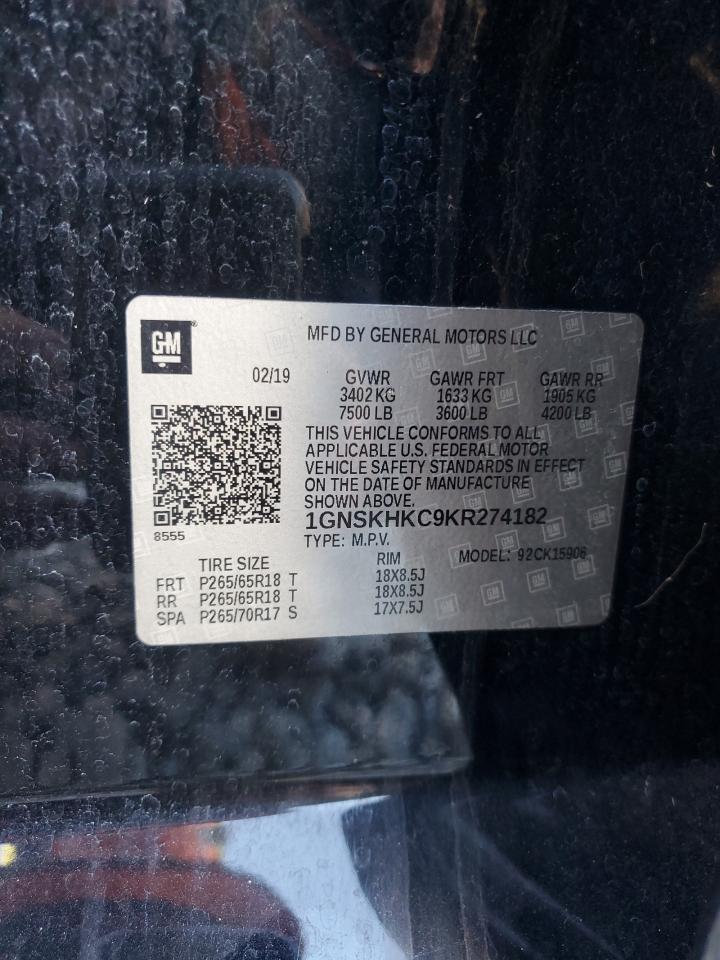 GM
MFD BY GENERAL MOTORS LLC
02/19 GVWR GAWR FRT GAWR RR
3402 KG 1633 KG 1905 KG
7500 LB 3600 LB 4200 LB
THIS VEHICLE CONFORMS TO ALL
APPLICABLE U.S. FEDERAL MOTOR
VEHICLE SAFETY STANDARDS IN EFFECT
ON THE DATE OF MANUFACTURE
SHOWN ABOVE.
1GNSKHKC9KR274182
8555
TYPE: M.P.V.
MODEL: 92CK15906
TIRE SIZE RIM
FRT P265/65R18 T 18X8.5J
RR P265/65R18 T 18X8.5J
SPA P265/70R17 S 17X7.5J